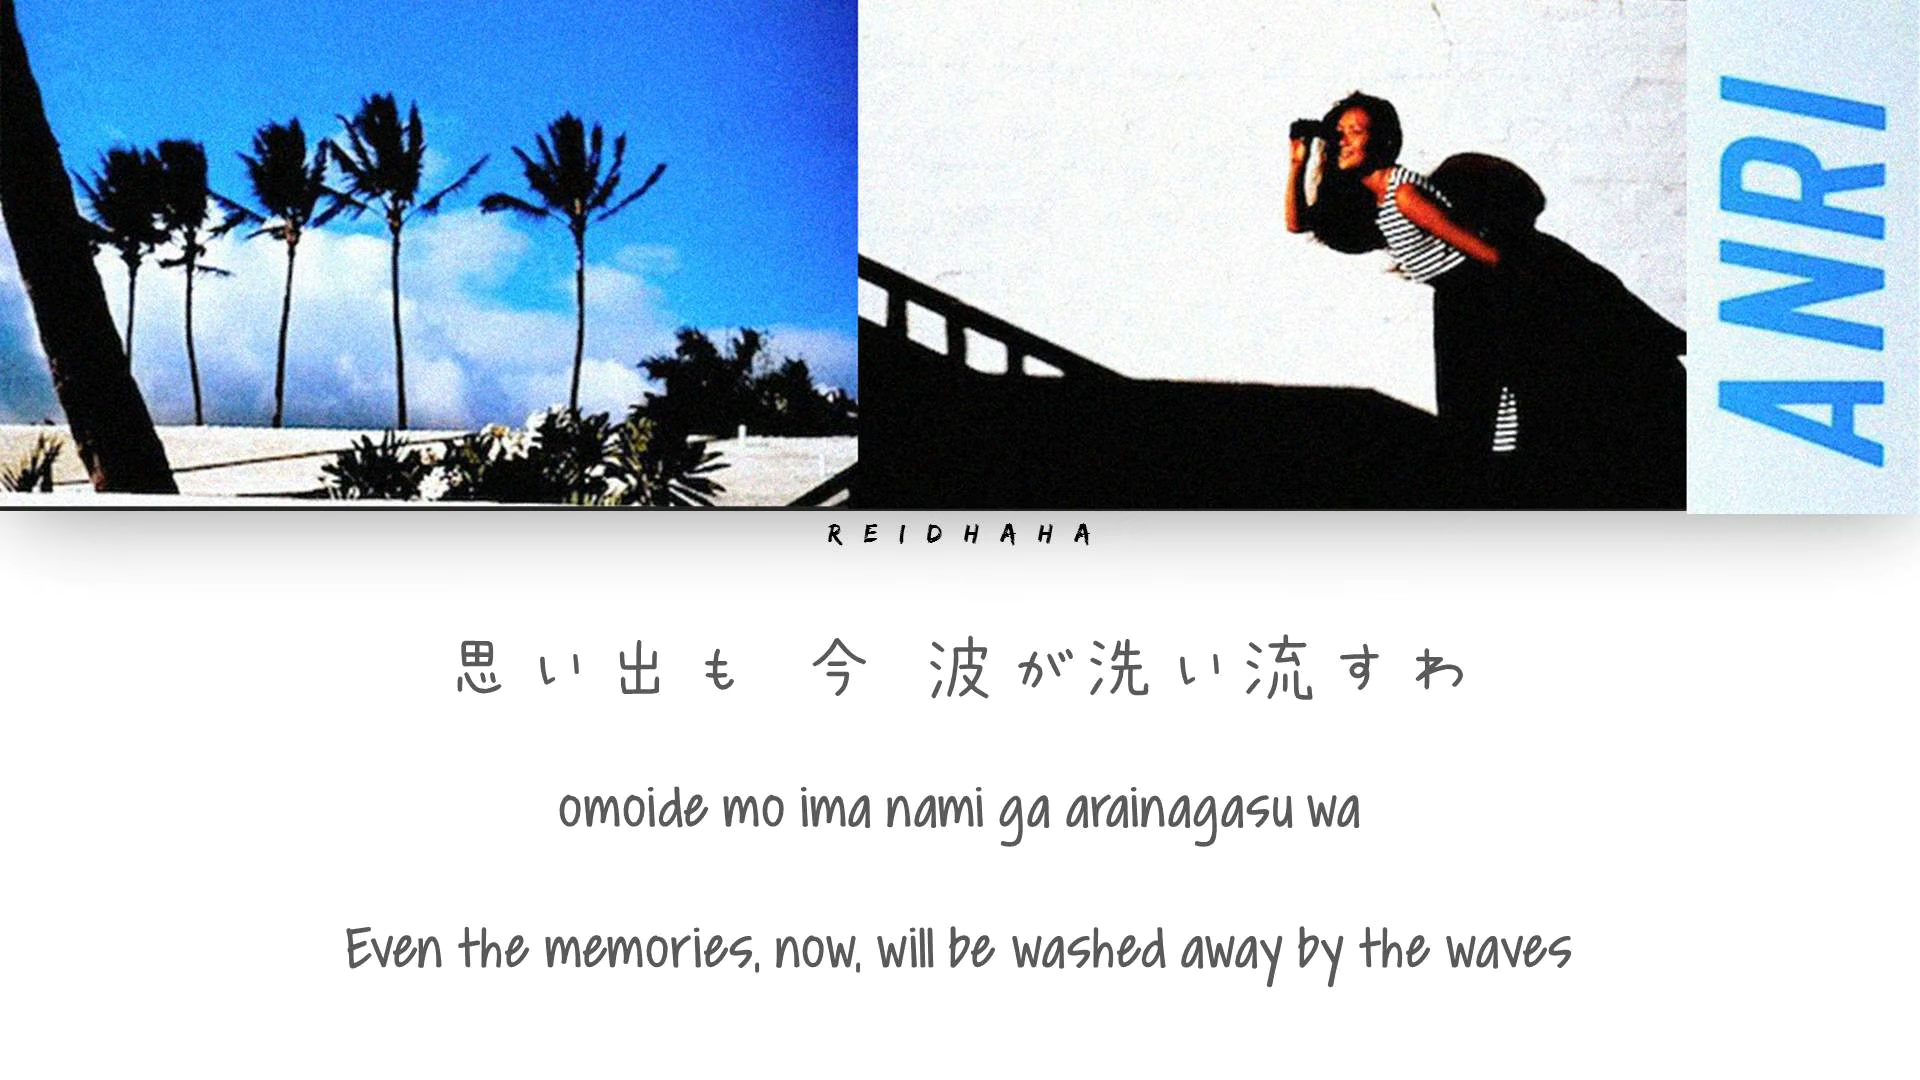 ANRI
REIDHAHA
思い出も 今 波が洗い流すわ
omoide mo ima nami ga arainagasu wa
Even the memories, now, will be washed away by the waves